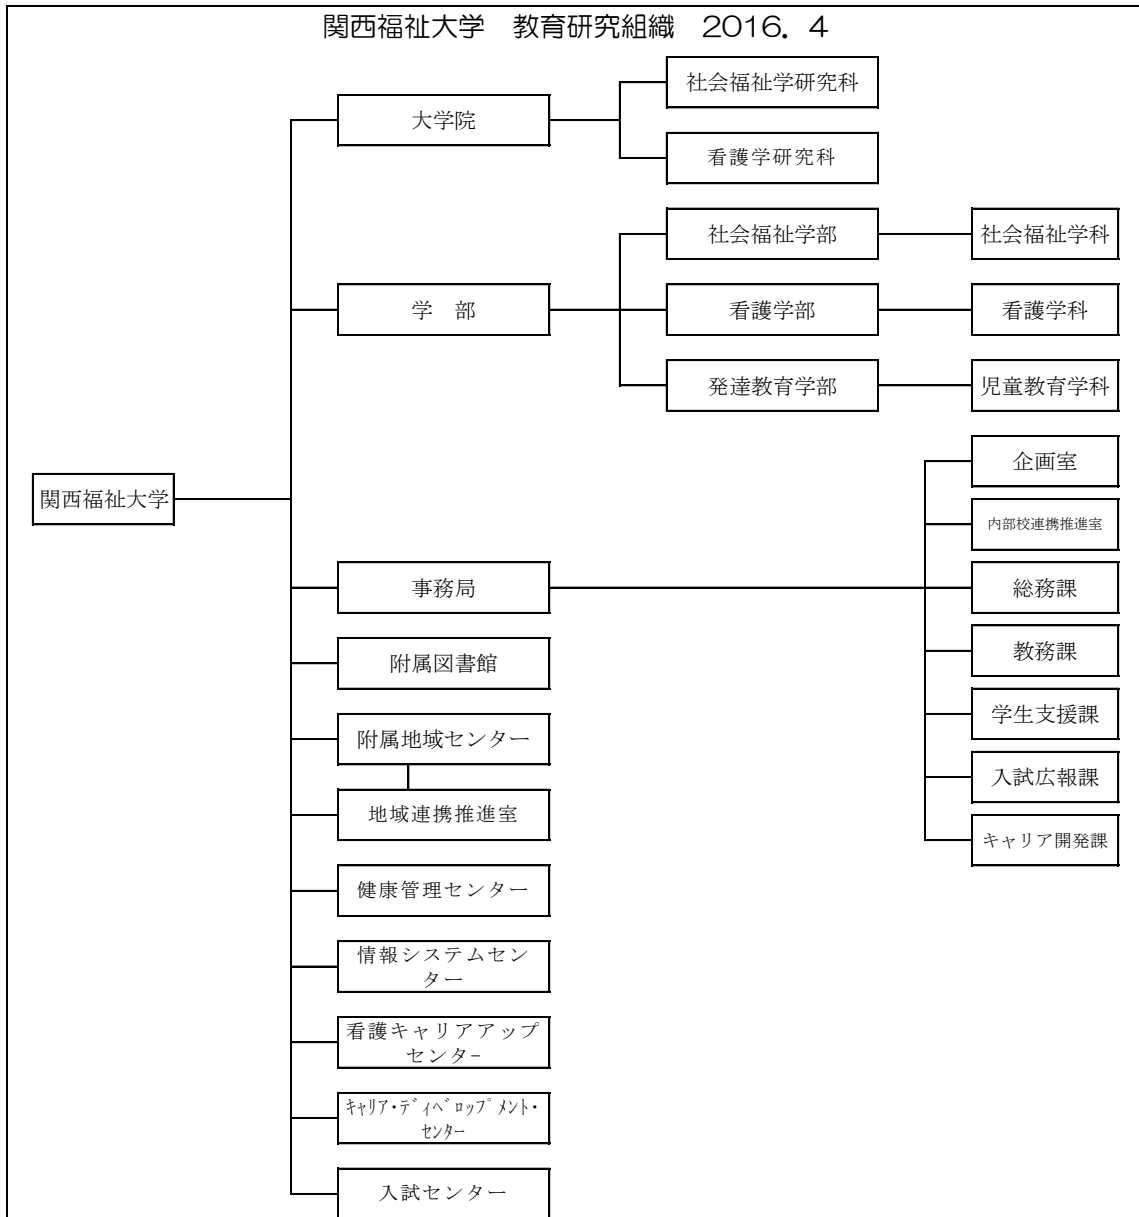 関西福祉大学　教育研究組織　2016．4
社会福祉学研究科
大学院
看護学研究科
社会福祉学部
社会福祉学科
学　部
看護学部
看護学科
発達教育学部
児童教育学科
企画室
関西福祉大学
内部校連携推進室
事務局
総務課
附属図書館
教務課
附属地域センター
学生支援課
地域連携推進室
入試広報課
キャリア開発課
健康管理センター
情報システムセン
ター
看護キャリアアップ
センタ-
ｷｬﾘｱ・ﾃﾞｨﾍﾞﾛｯﾌﾟﾒﾝﾄ・
ｾﾝﾀｰ
入試センター